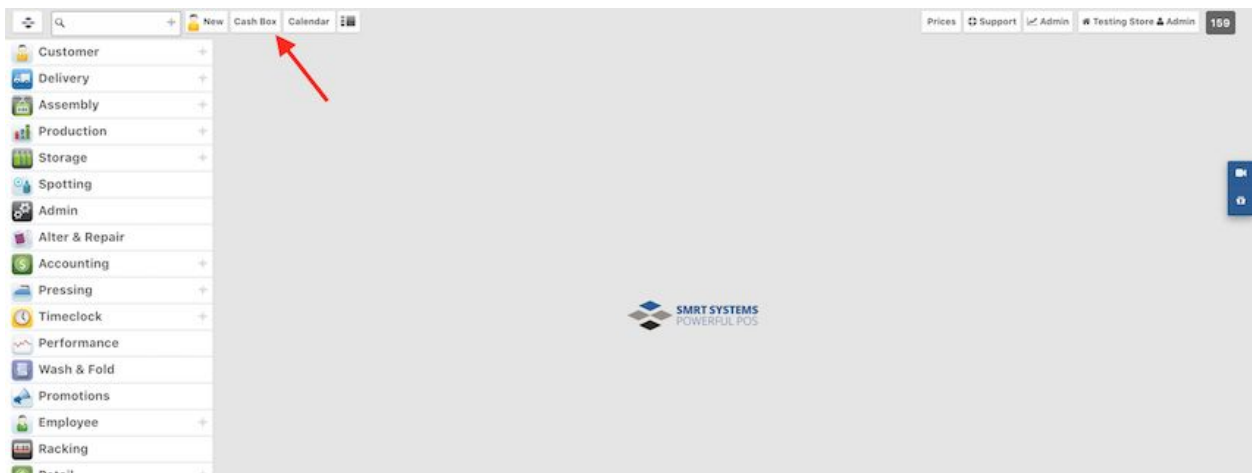 New Cash Box Calendar Prices Support Admin Testing Store Admin 159
Customer
Delivery
Assembly
Production
Storage
Spotting
Admin
Alter & Repair
Accounting
Pressing
Timeclock
Performance
Wash & Fold
Promotions
Employee
Racking
Retail
SMRT SYSTEMS
POWERFUL POS